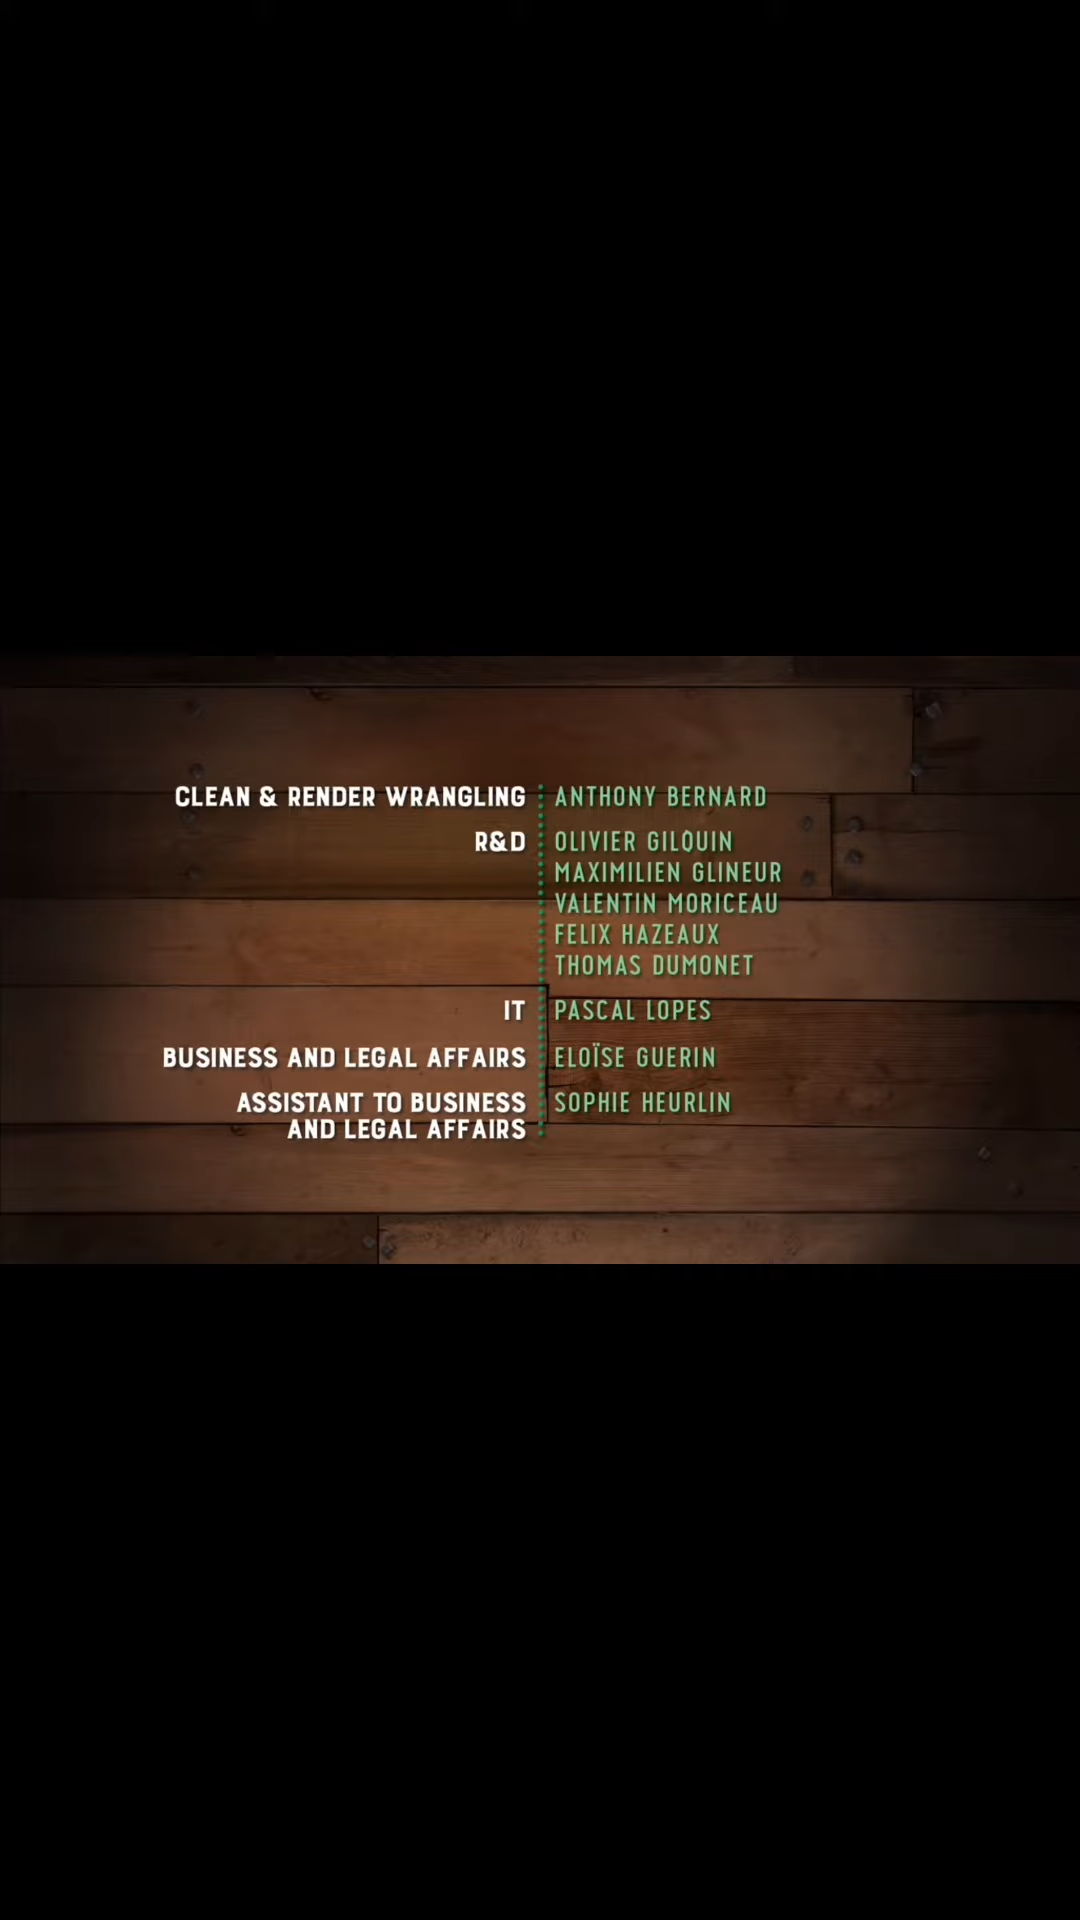 CLEAN & RENDER WRANGLING ANTHONY BERNARD
R&D OLIVIER GILQUIN
MAXIMILIEN GLINEUR
VALENTIN MORICEAU
FELIX HAZEAUX
THOMAS DUMONET
IT PASCAL LOPES
BUSINESS AND LEGAL AFFAIRS ELOÏSE GUERIN
ASSISTANT TO BUSINESS SOPHIE HEURLIN
AND LEGAL AFFAIRS